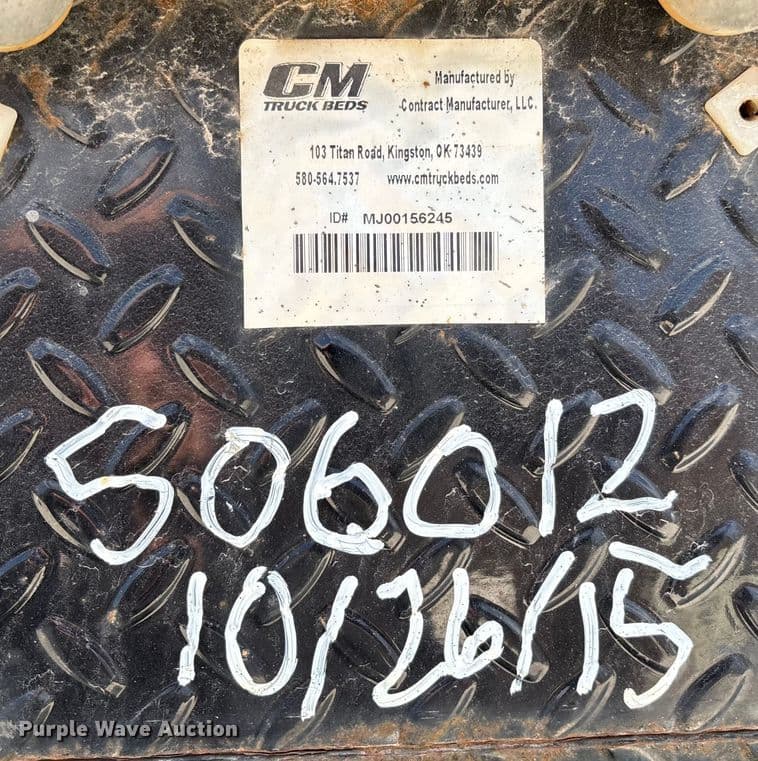 CM
TRUCK BEDS
Manufactured by
Contract Manufacturer, LLC.
103 Titan Road, Kingston, OK 73439
580-564.7537 www.cmtruckbeds.com
ID# MJ00156245
506012
10/26/15
Purple Wave Auction